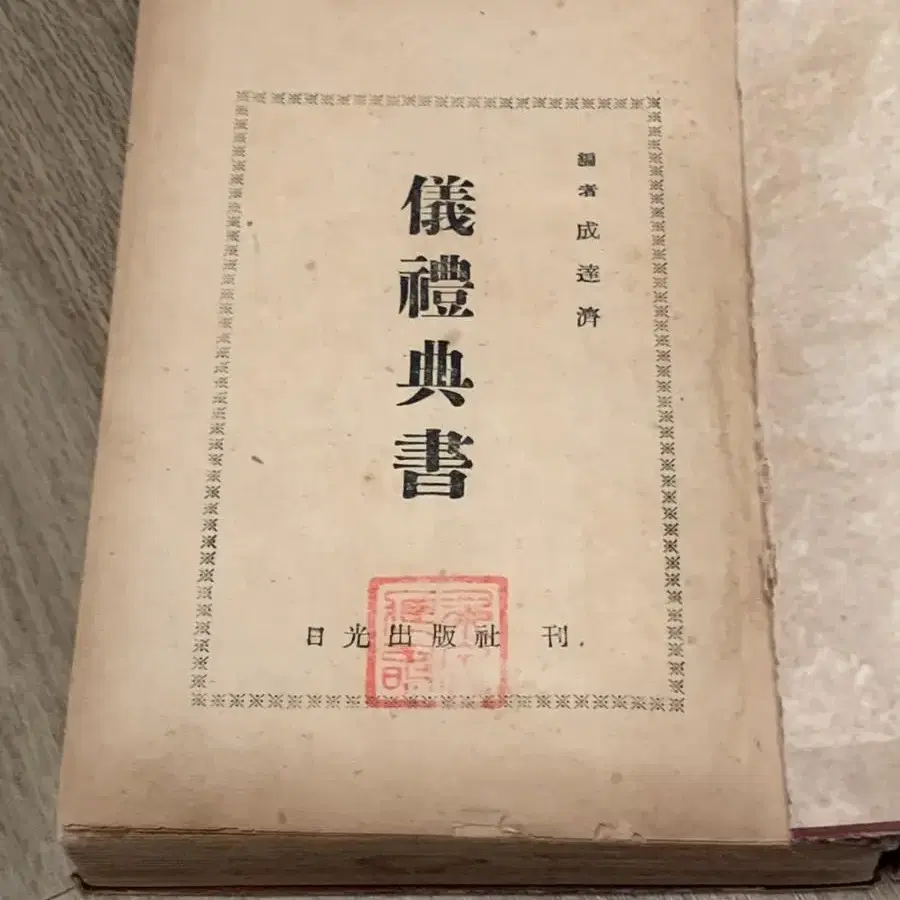 編者 成達濟
儀禮典書
日光出版社 刊.